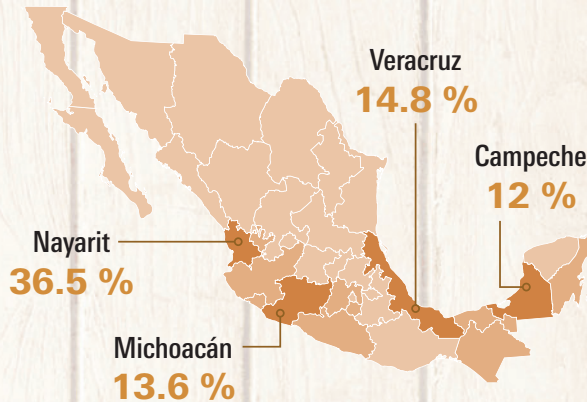 Veracruz
14.8 %
Campeche
12 %
Nayarit
36.5 %
Michoacán
13.6 %